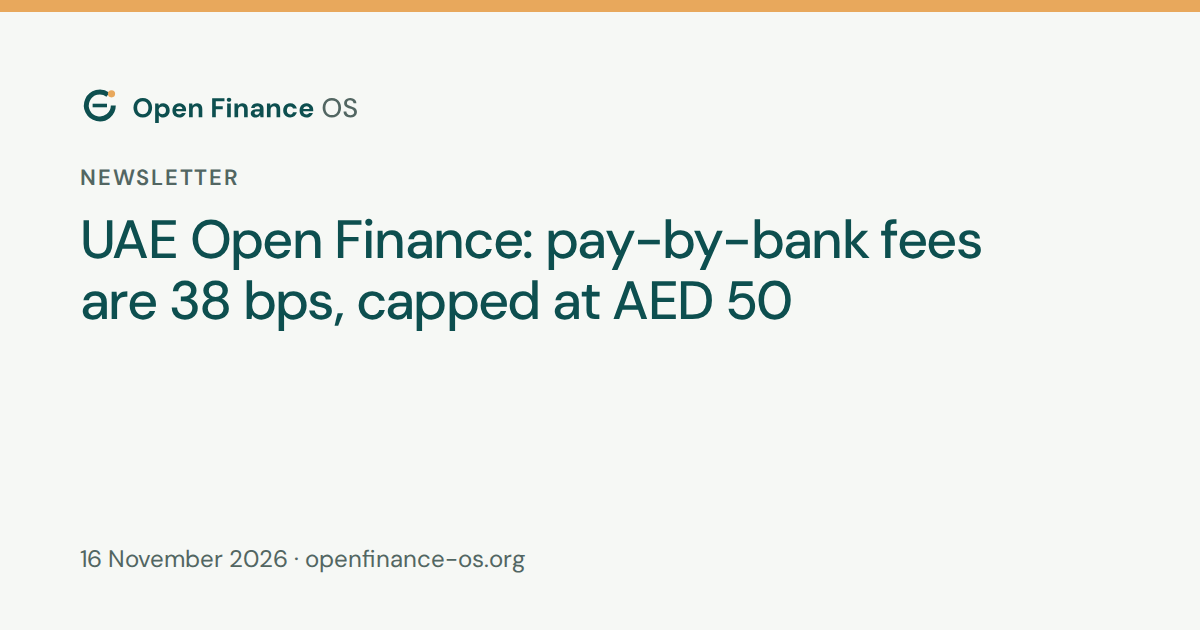 Open Finance OS
NEWSLETTER
UAE Open Finance: pay-by-bank fees
are 38 bps, capped at AED 50
16 November 2026 · openfinance-os.org